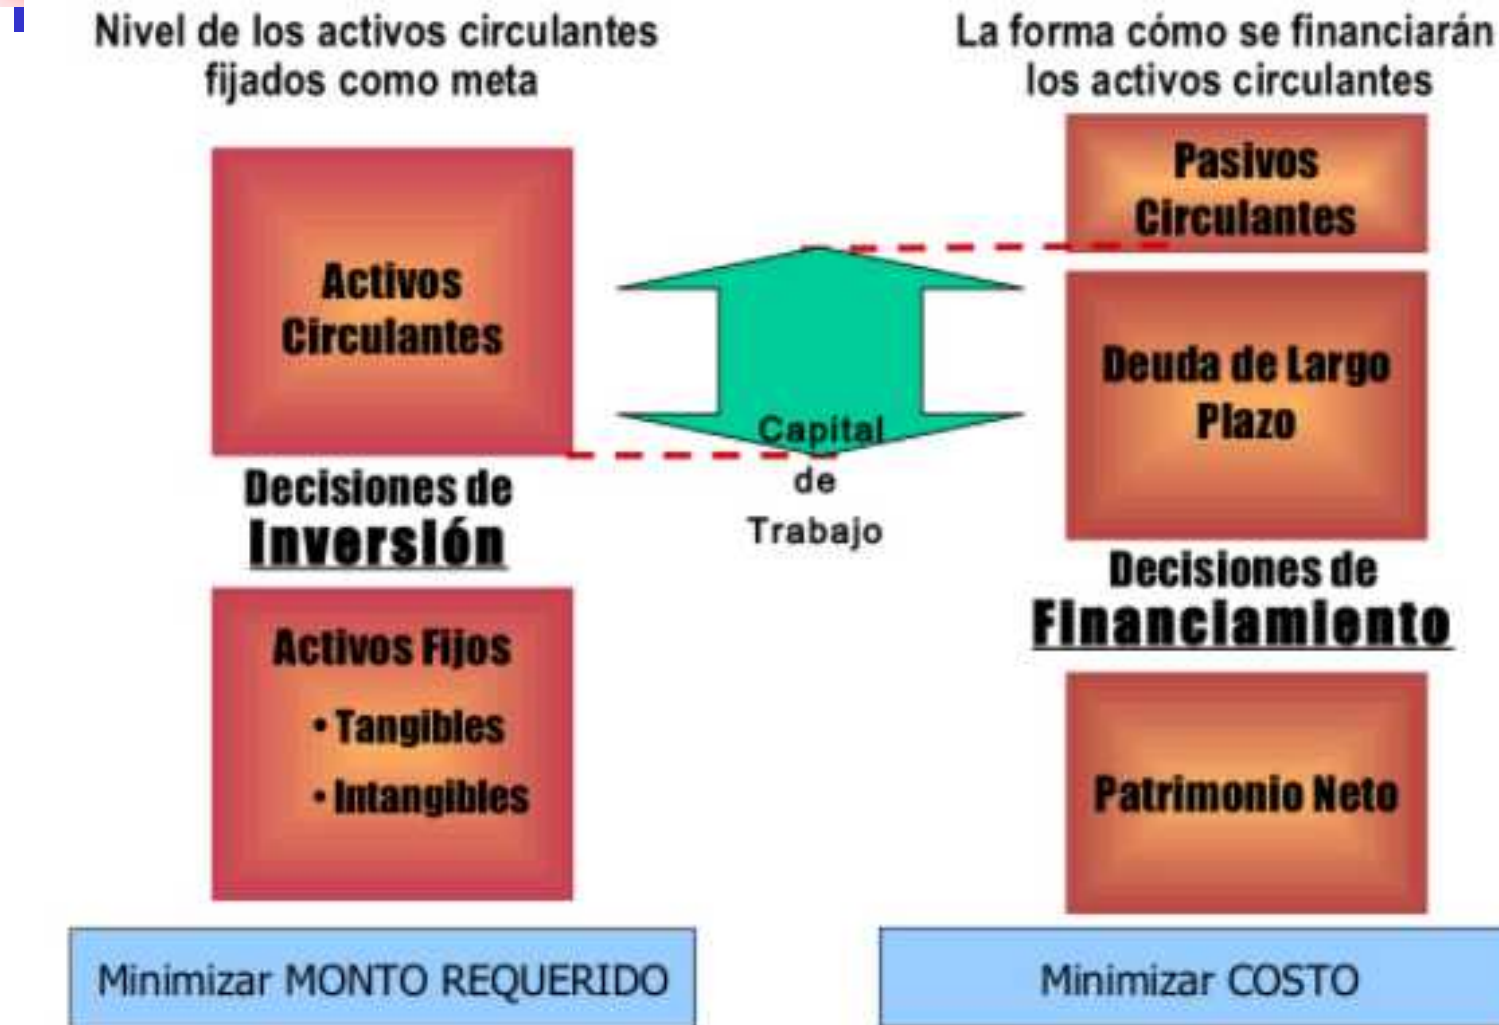 Nivel de los activos circulantes
fijados como meta
Activos
Circulantes
Decisiones de
Inversión
Activos Fijos
• Tangibles
• Intangibles
Minimizar MONTO REQUERIDO
Capital
de
Trabajo
La forma cómo se financiarán
los activos circulantes
Pasivos
Circulantes
Deuda de Largo
Plazo
Decisiones de
Financiamiento
Patrimonio Neto
Minimizar COSTO